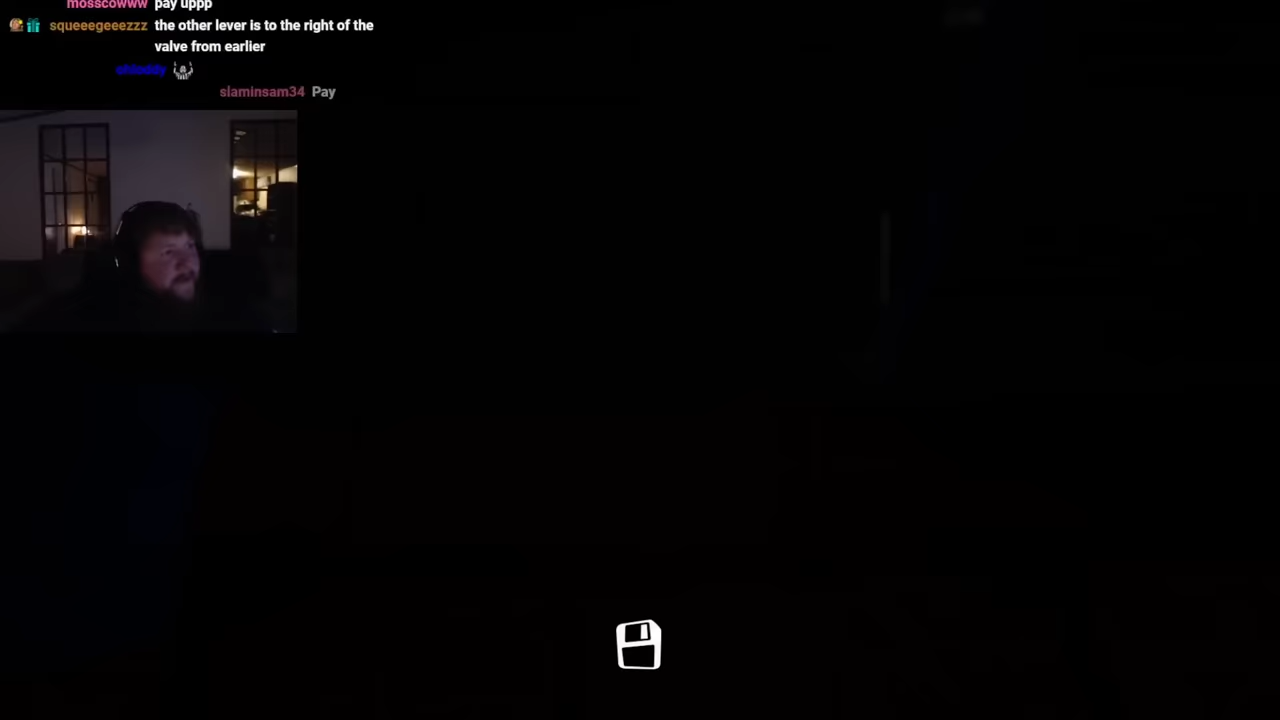 mosscowww pay uppp
squeeegeeezzz the other lever is to the right of the
valve from earlier
slaminsam34 Pay